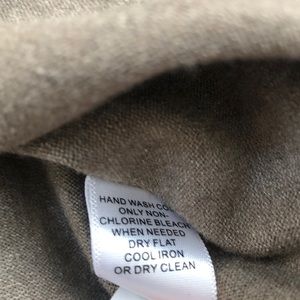 HAND WASH
ONLY NON-
CHLORINE BLEACH
WHEN NEEDED
DRY FLAT
COOL IRON
OR DRY CLEAN